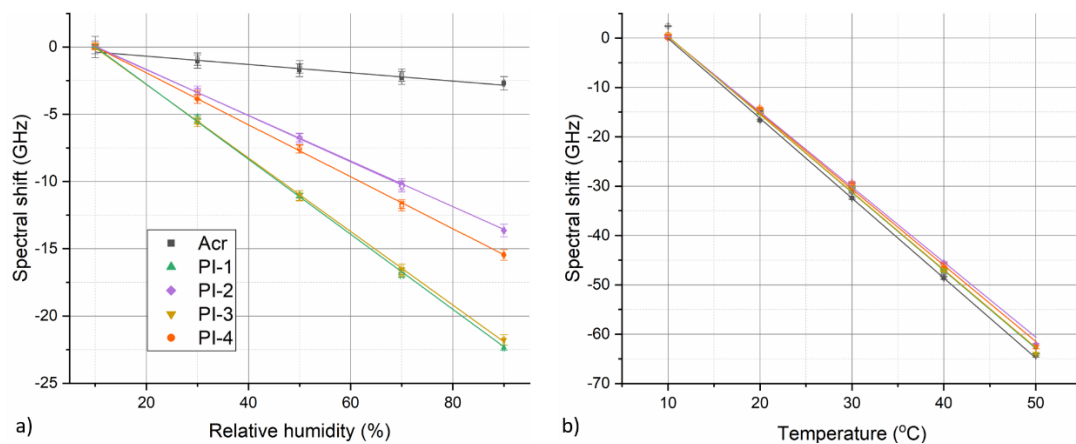 0
-5
-10
-15
-20
-25
Spectral shift (GHz)
Acr
PI-1
PI-2
PI-3
PI-4
20
40
60
80
Relative humidity (%)
a)
0
-10
-20
-30
-40
-50
-60
-70
Spectral shift (GHz)
10
20
30
40
50
Temperature (°C)
b)